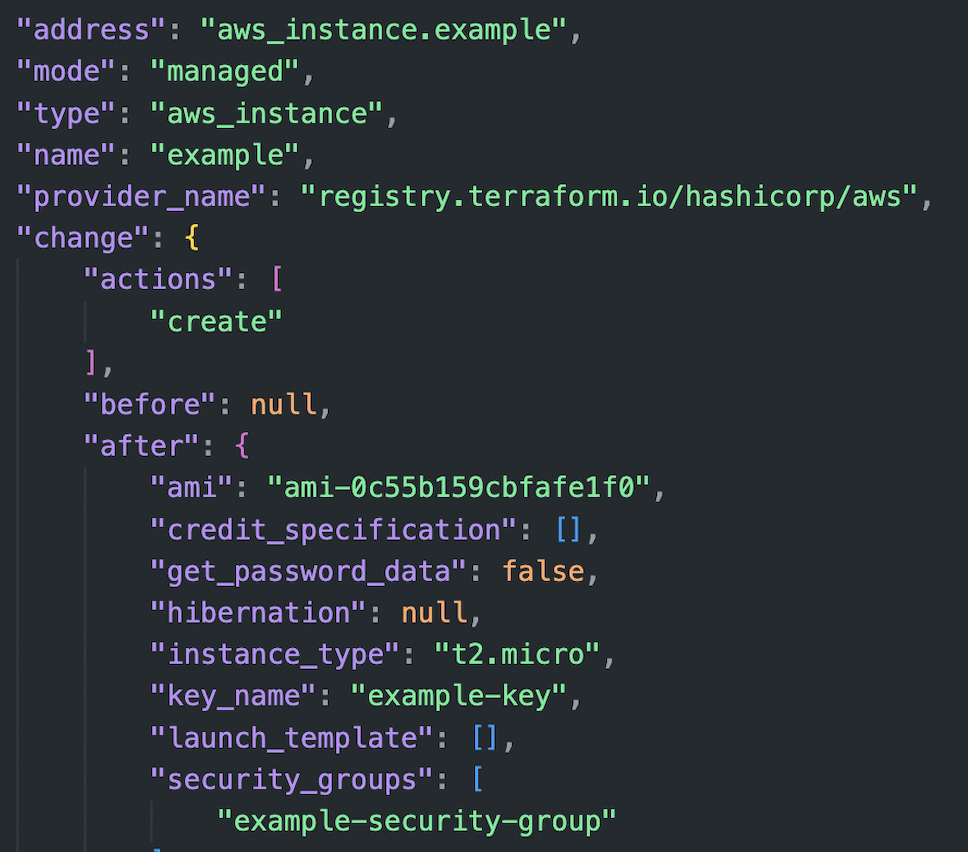 "address": "aws_instance.example",
"mode": "managed",
"type": "aws_instance",
"name": "example",
"provider_name": "registry.terraform.io/hashicorp/aws",
"change": {
"actions": [
"create"
],
"before": null,
"after": {
"ami": "ami-0c55b159cbfafe1f0",
"credit_specification": [],
"get_password_data": false,
"hibernation": null,
"instance_type": "t2.micro",
"key_name": "example-key",
"launch_template": [],
"security_groups": [
"example-security-group"